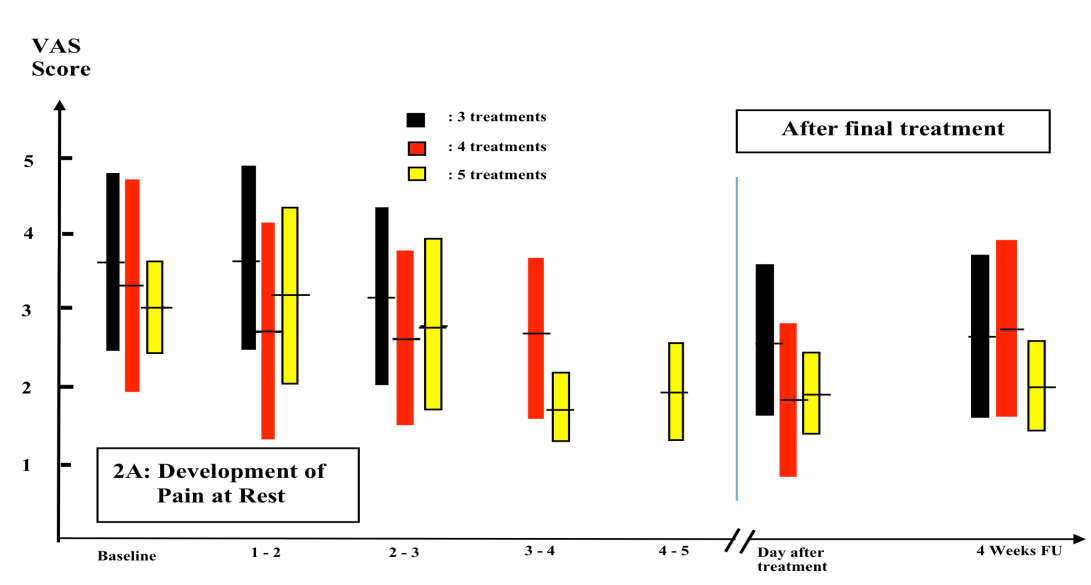 VAS
Score
: 3 treatments
: 4 treatments
: 5 treatments
After final treatment
5
4
3
2
1
2A: Development of
Pain at Rest
Baseline
1 - 2
2 - 3
3 - 4
4 - 5
Day after
treatment
4 Weeks FU